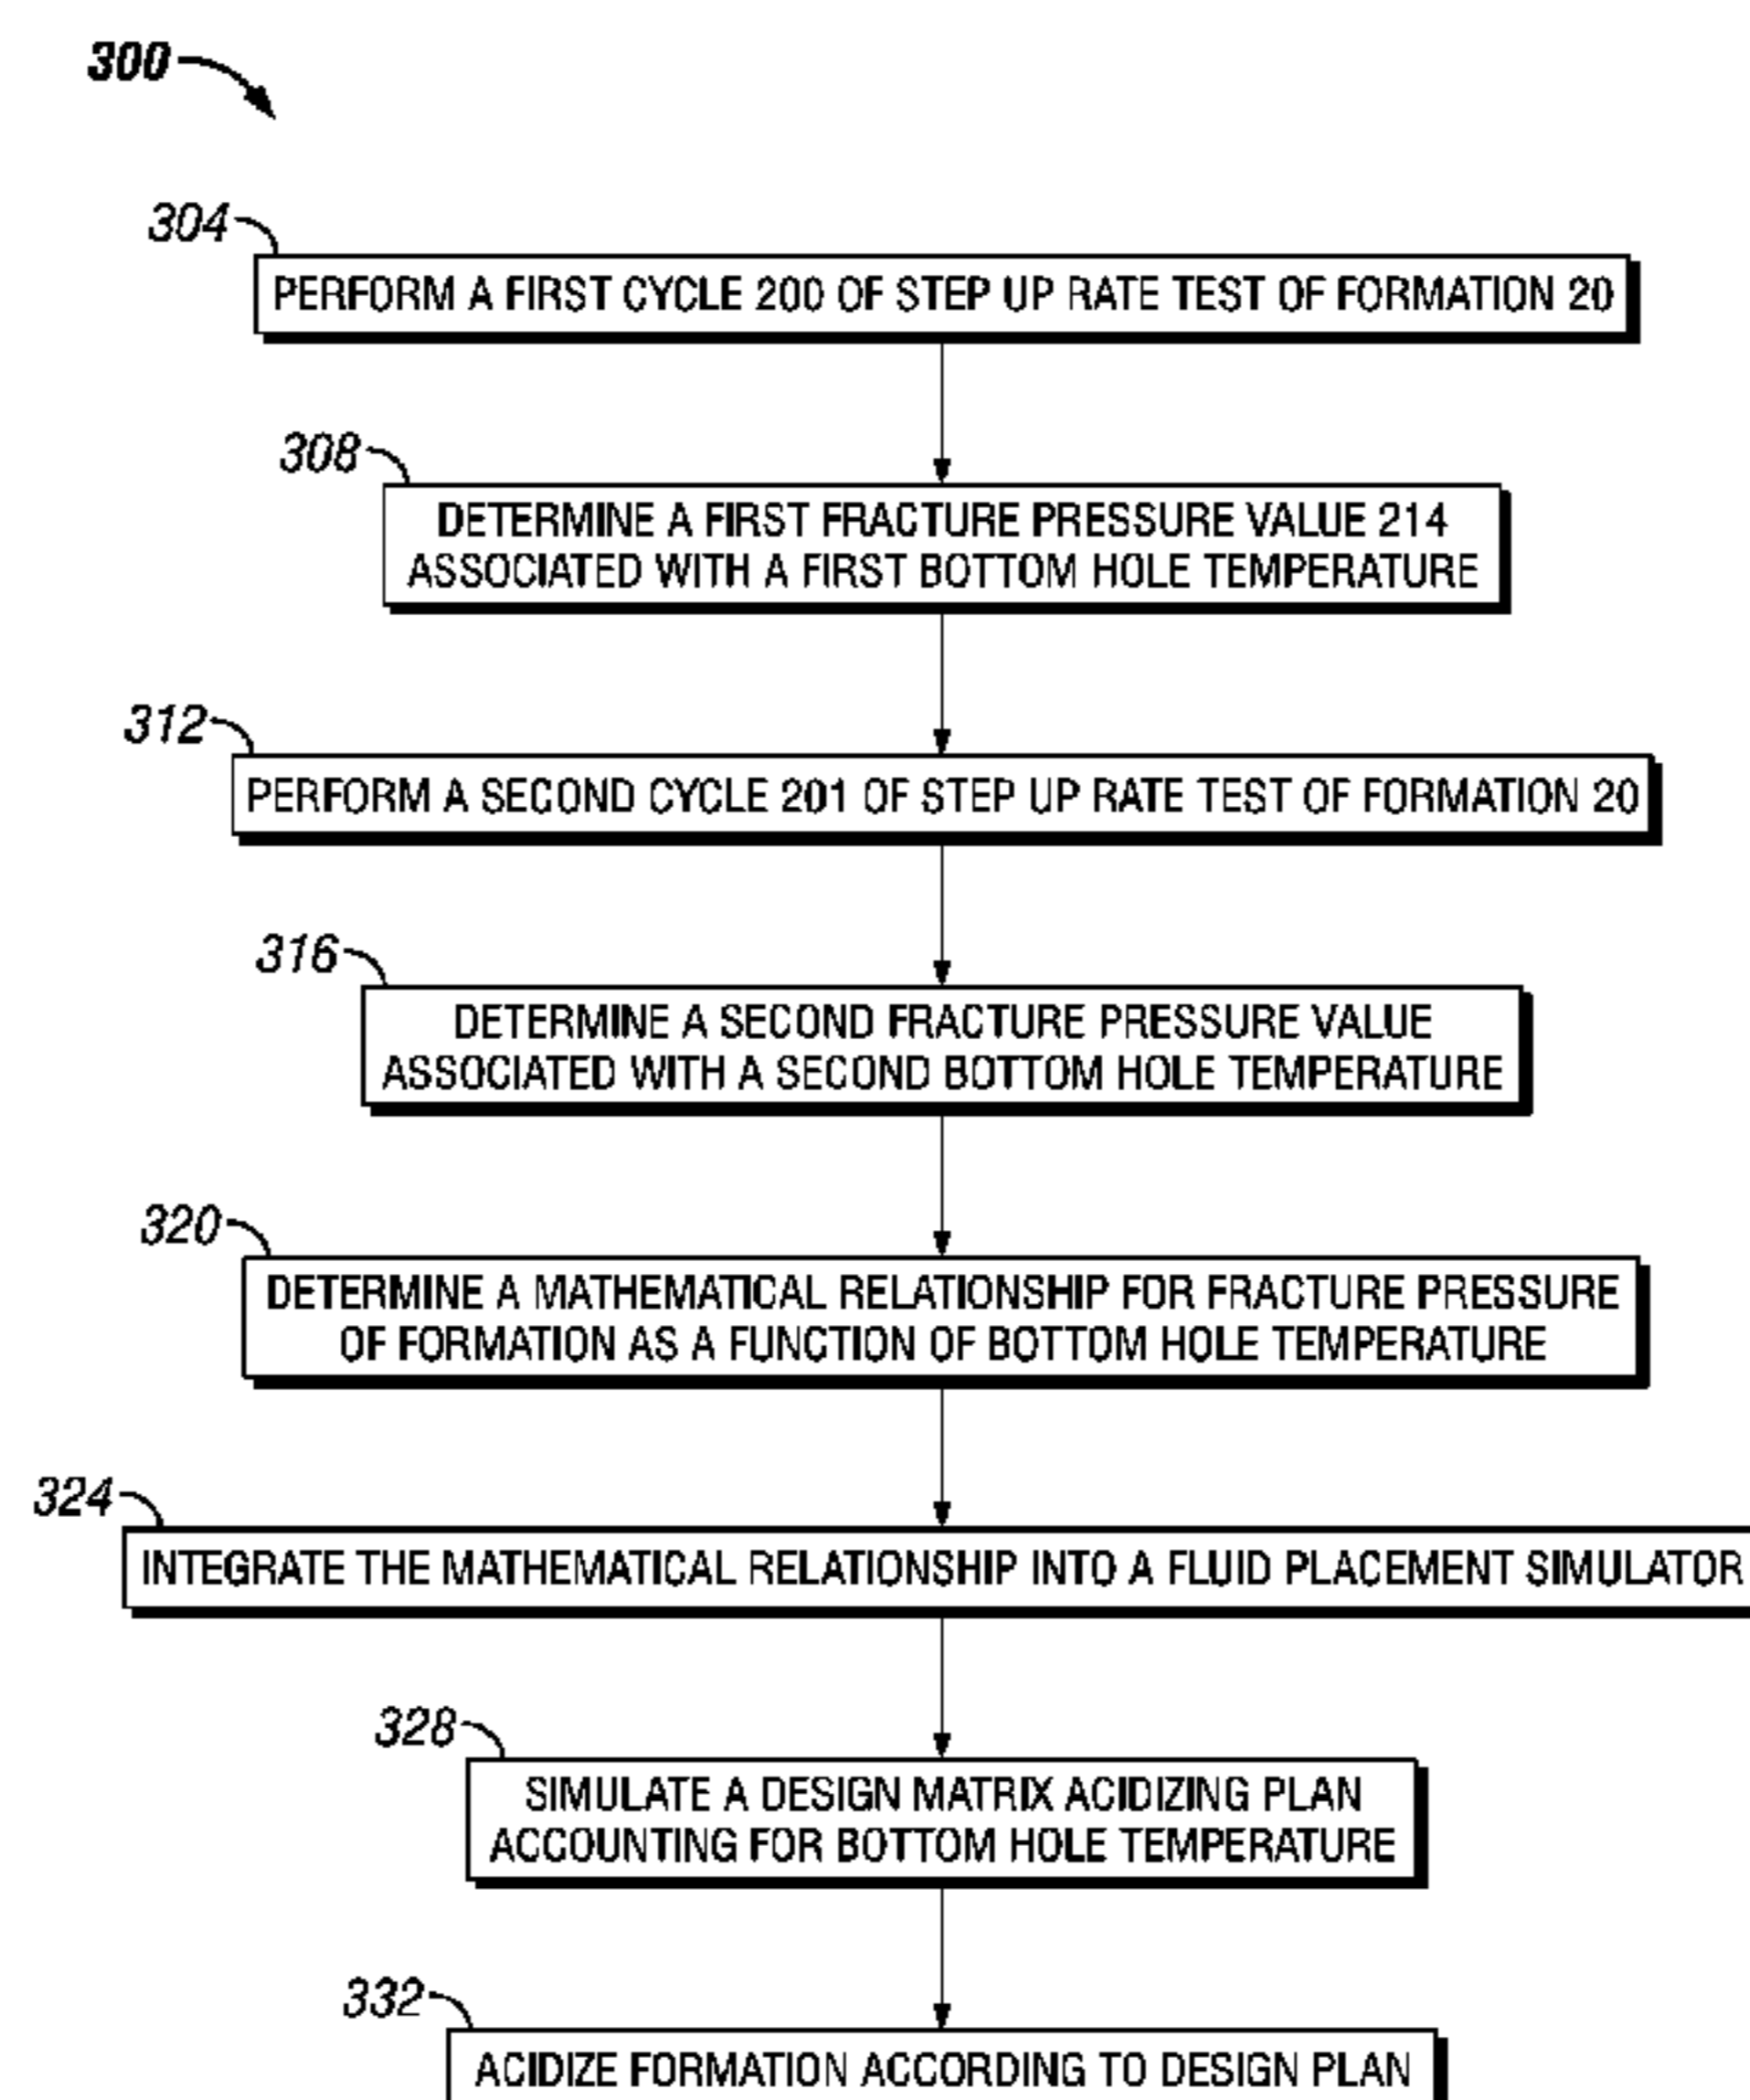 300
304
PERFORM A FIRST CYCLE 200 OF STEP UP RATE TEST OF FORMATION 20
308
DETERMINE A FIRST FRACTURE PRESSURE VALUE 214
ASSOCIATED WITH A FIRST BOTTOM HOLE TEMPERATURE
312
PERFORM A SECOND CYCLE 201 OF STEP UP RATE TEST OF FORMATION 20
316
DETERMINE A SECOND FRACTURE PRESSURE VALUE
ASSOCIATED WITH A SECOND BOTTOM HOLE TEMPERATURE
320
DETERMINE A MATHEMATICAL RELATIONSHIP FOR FRACTURE PRESSURE
OF FORMATION AS A FUNCTION OF BOTTOM HOLE TEMPERATURE
324
INTEGRATE THE MATHEMATICAL RELATIONSHIP INTO A FLUID PLACEMENT SIMULATOR
328
SIMULATE A DESIGN MATRIX ACIDIZING PLAN
ACCOUNTING FOR BOTTOM HOLE TEMPERATURE
332
ACIDIZE FORMATION ACCORDING TO DESIGN PLAN